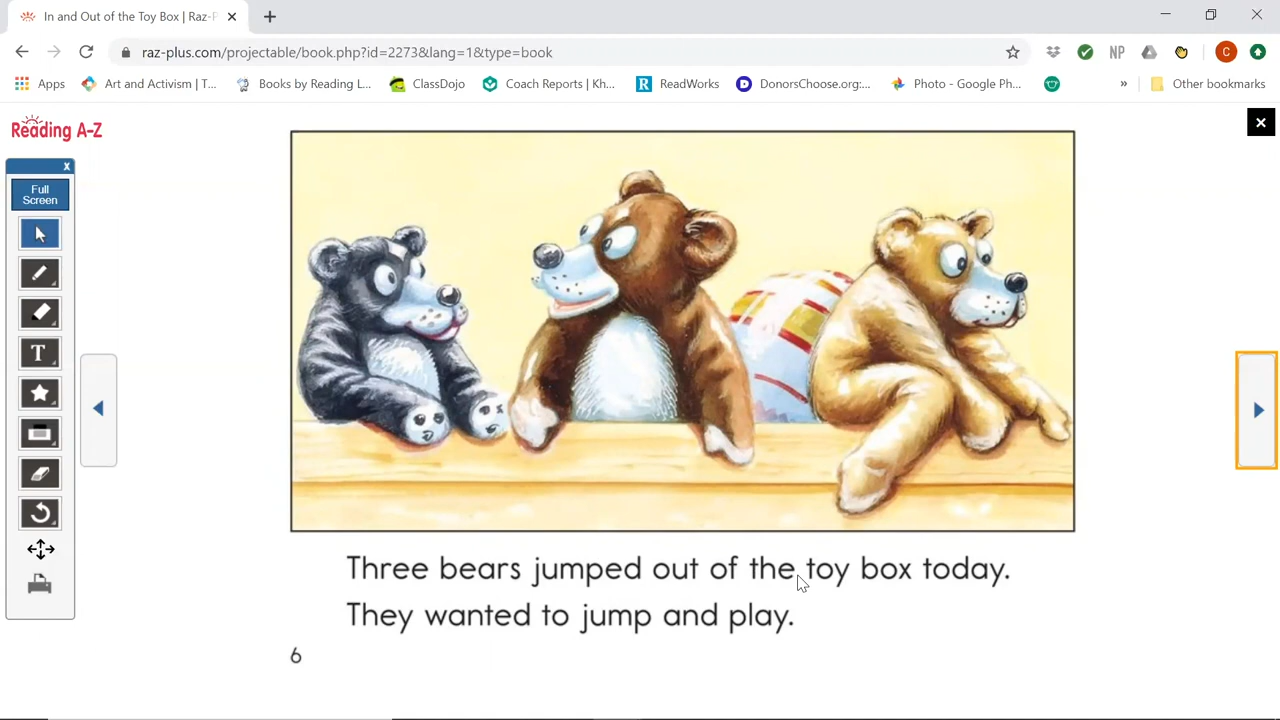 In and Out of the Toy Box | Raz-P
raz-plus.com/projectable/book.php?id=2273&lang=1&type=book
NP
C
Apps
Art and Activism | T...
Books by Reading L...
ClassDojo
Coach Reports | Kh...
R ReadWorks
DonorsChoose.org:...
Photo - Google Ph...
»
Other bookmarks
Reading A-Z
x
Full
Screen
T
Three bears jumped out of the toy box today.
They wanted to jump and play.
6